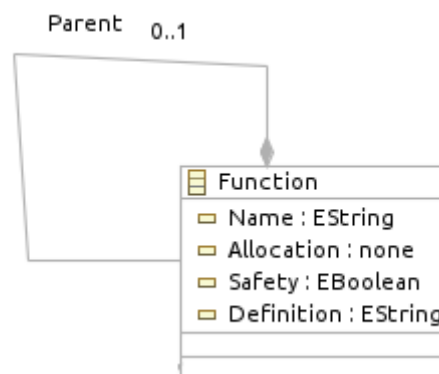 Parent 0..1
Function
Name : EString
Allocation : none
Safety : EBoolean
Definition : EString